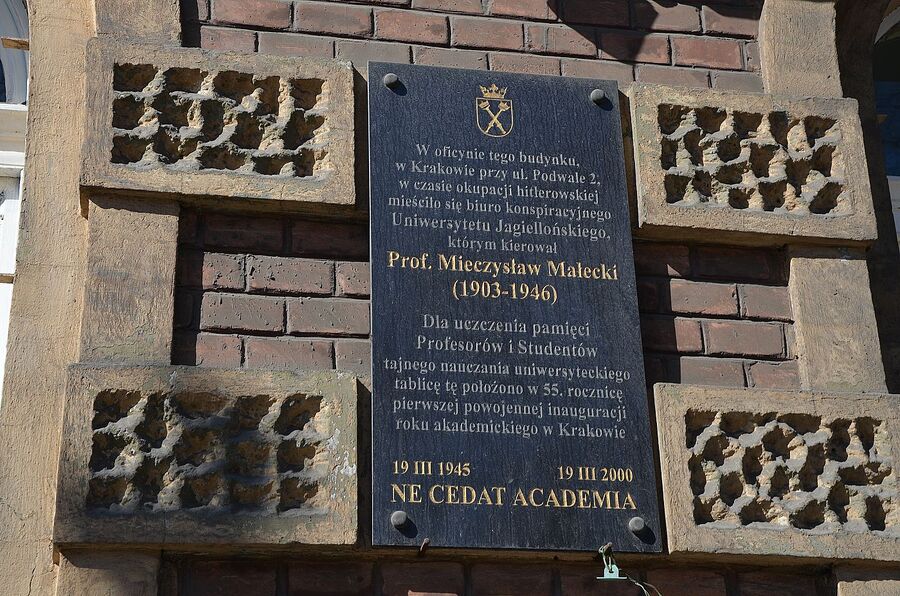 W oficynie tego budynku,
w Krakowie przy ul. Podwale 2,
w czasie okupacji hitlerowskiej
mieściło się biuro konspiracyjnego
Uniwersytetu Jagiellońskiego,
którym kierował
Prof. Mieczysław Małecki
(1903-1946)
Dla uczczenia pamięci
Profesorów i Studentów
tajnego nauczania uniwersyteckiego
tablicę tę położono w 55. rocznicę
pierwszej powojennej inauguracji
roku akademickiego w Krakowie
19 III 1945 19 III 2000
NE CEDAT ACADEMIA